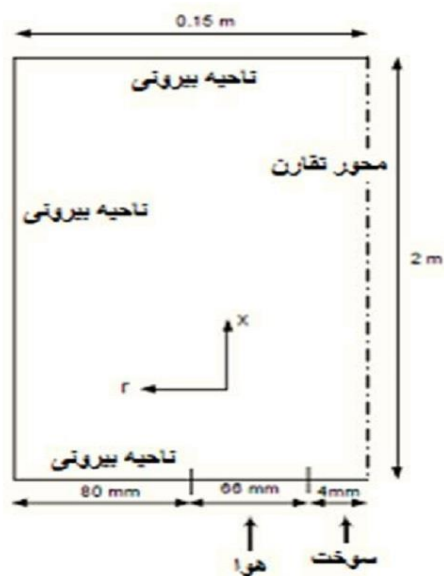 0.15 m
ناحیه بیرونی
محور تقارن
ناحیه بیرونی
2 m
x
r
ناحیه بیرونی
80 mm
66 mm
4mm
هوا
سوخت